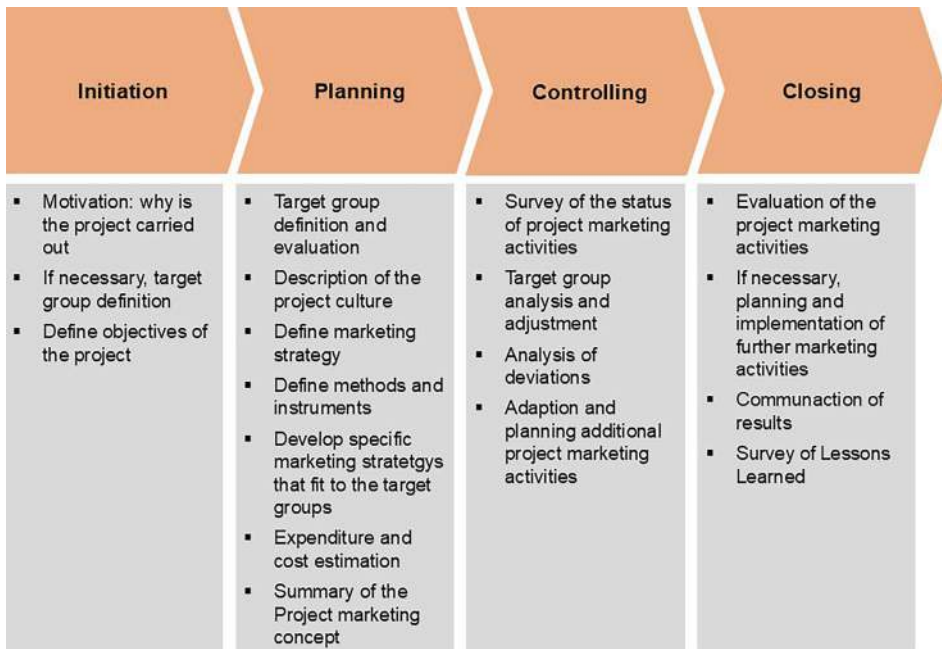 Initiation
Planning
Controlling
Closing
▪ Motivation: why is
the project carried
out
▪ If necessary, target
group definition
▪ Define objectives of
the project
▪ Target group
definition and
evaluation
▪ Description of the
project culture
▪ Define marketing
strategy
▪ Define methods and
instruments
▪ Develop specific
marketing stratetgys
that fit to the target
groups
▪ Expenditure and
cost estimation
▪ Summary of the
Project marketing
concept
▪ Survey of the status
of project marketing
activities
▪ Target group
analysis and
adjustment
▪ Analysis of
deviations
▪ Adaption and
planning additional
project marketing
activities
▪ Evaluation of the
project marketing
activities
▪ If necessary,
planning and
implementation of
further marketing
activities
▪ Communaction of
results
▪ Survey of Lessons
Learned